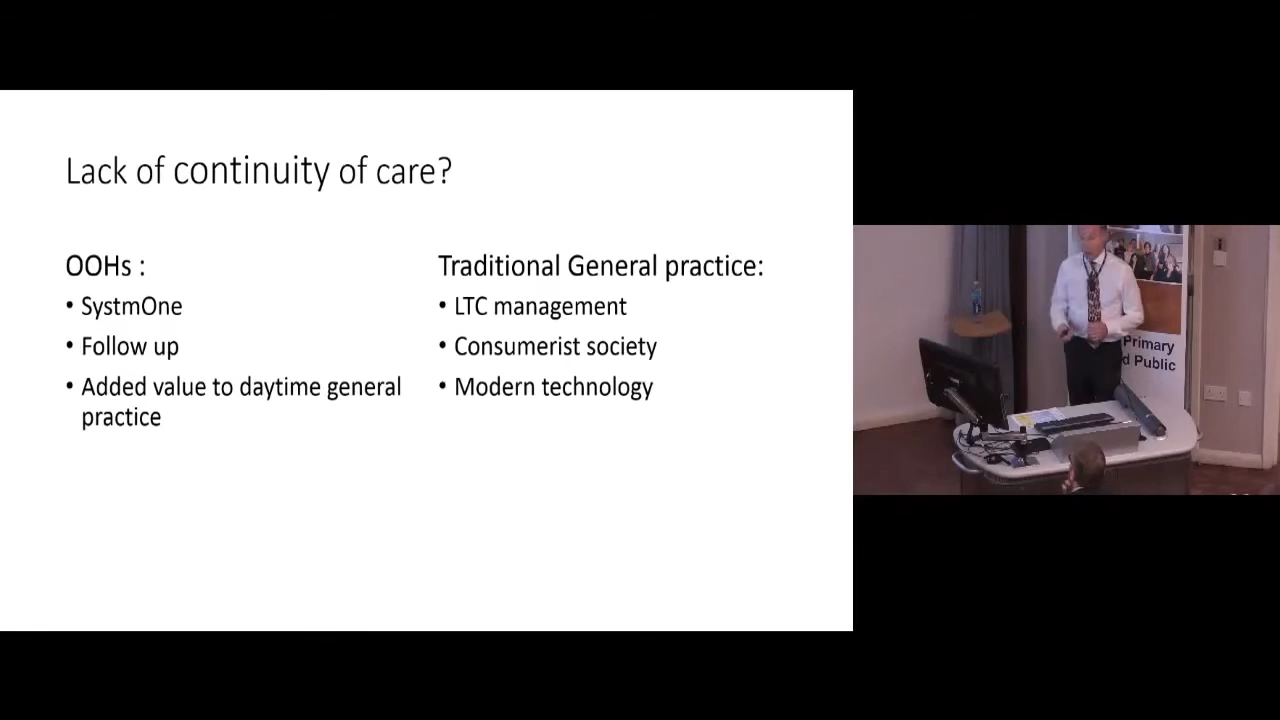 Lack of continuity of care?
OOHs :
• SystmOne
• Follow up
• Added value to daytime general
practice
Traditional General practice:
• LTC management
• Consumerist society
• Modern technology
Primary
d Public